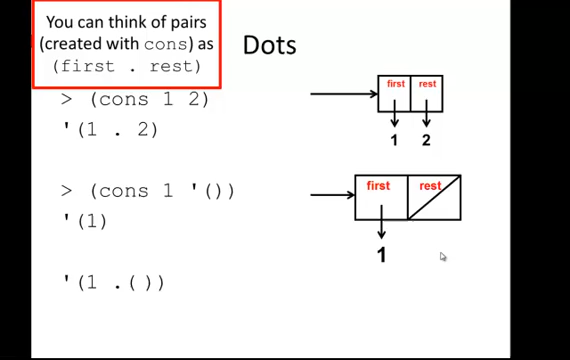 You can think of pairs
(created with cons) as
(first . rest)
Dots
> (cons 1 2)
'(1 . 2)
first rest
1 2
> (cons 1 '())
'(1)
first rest
1
'(1 .())